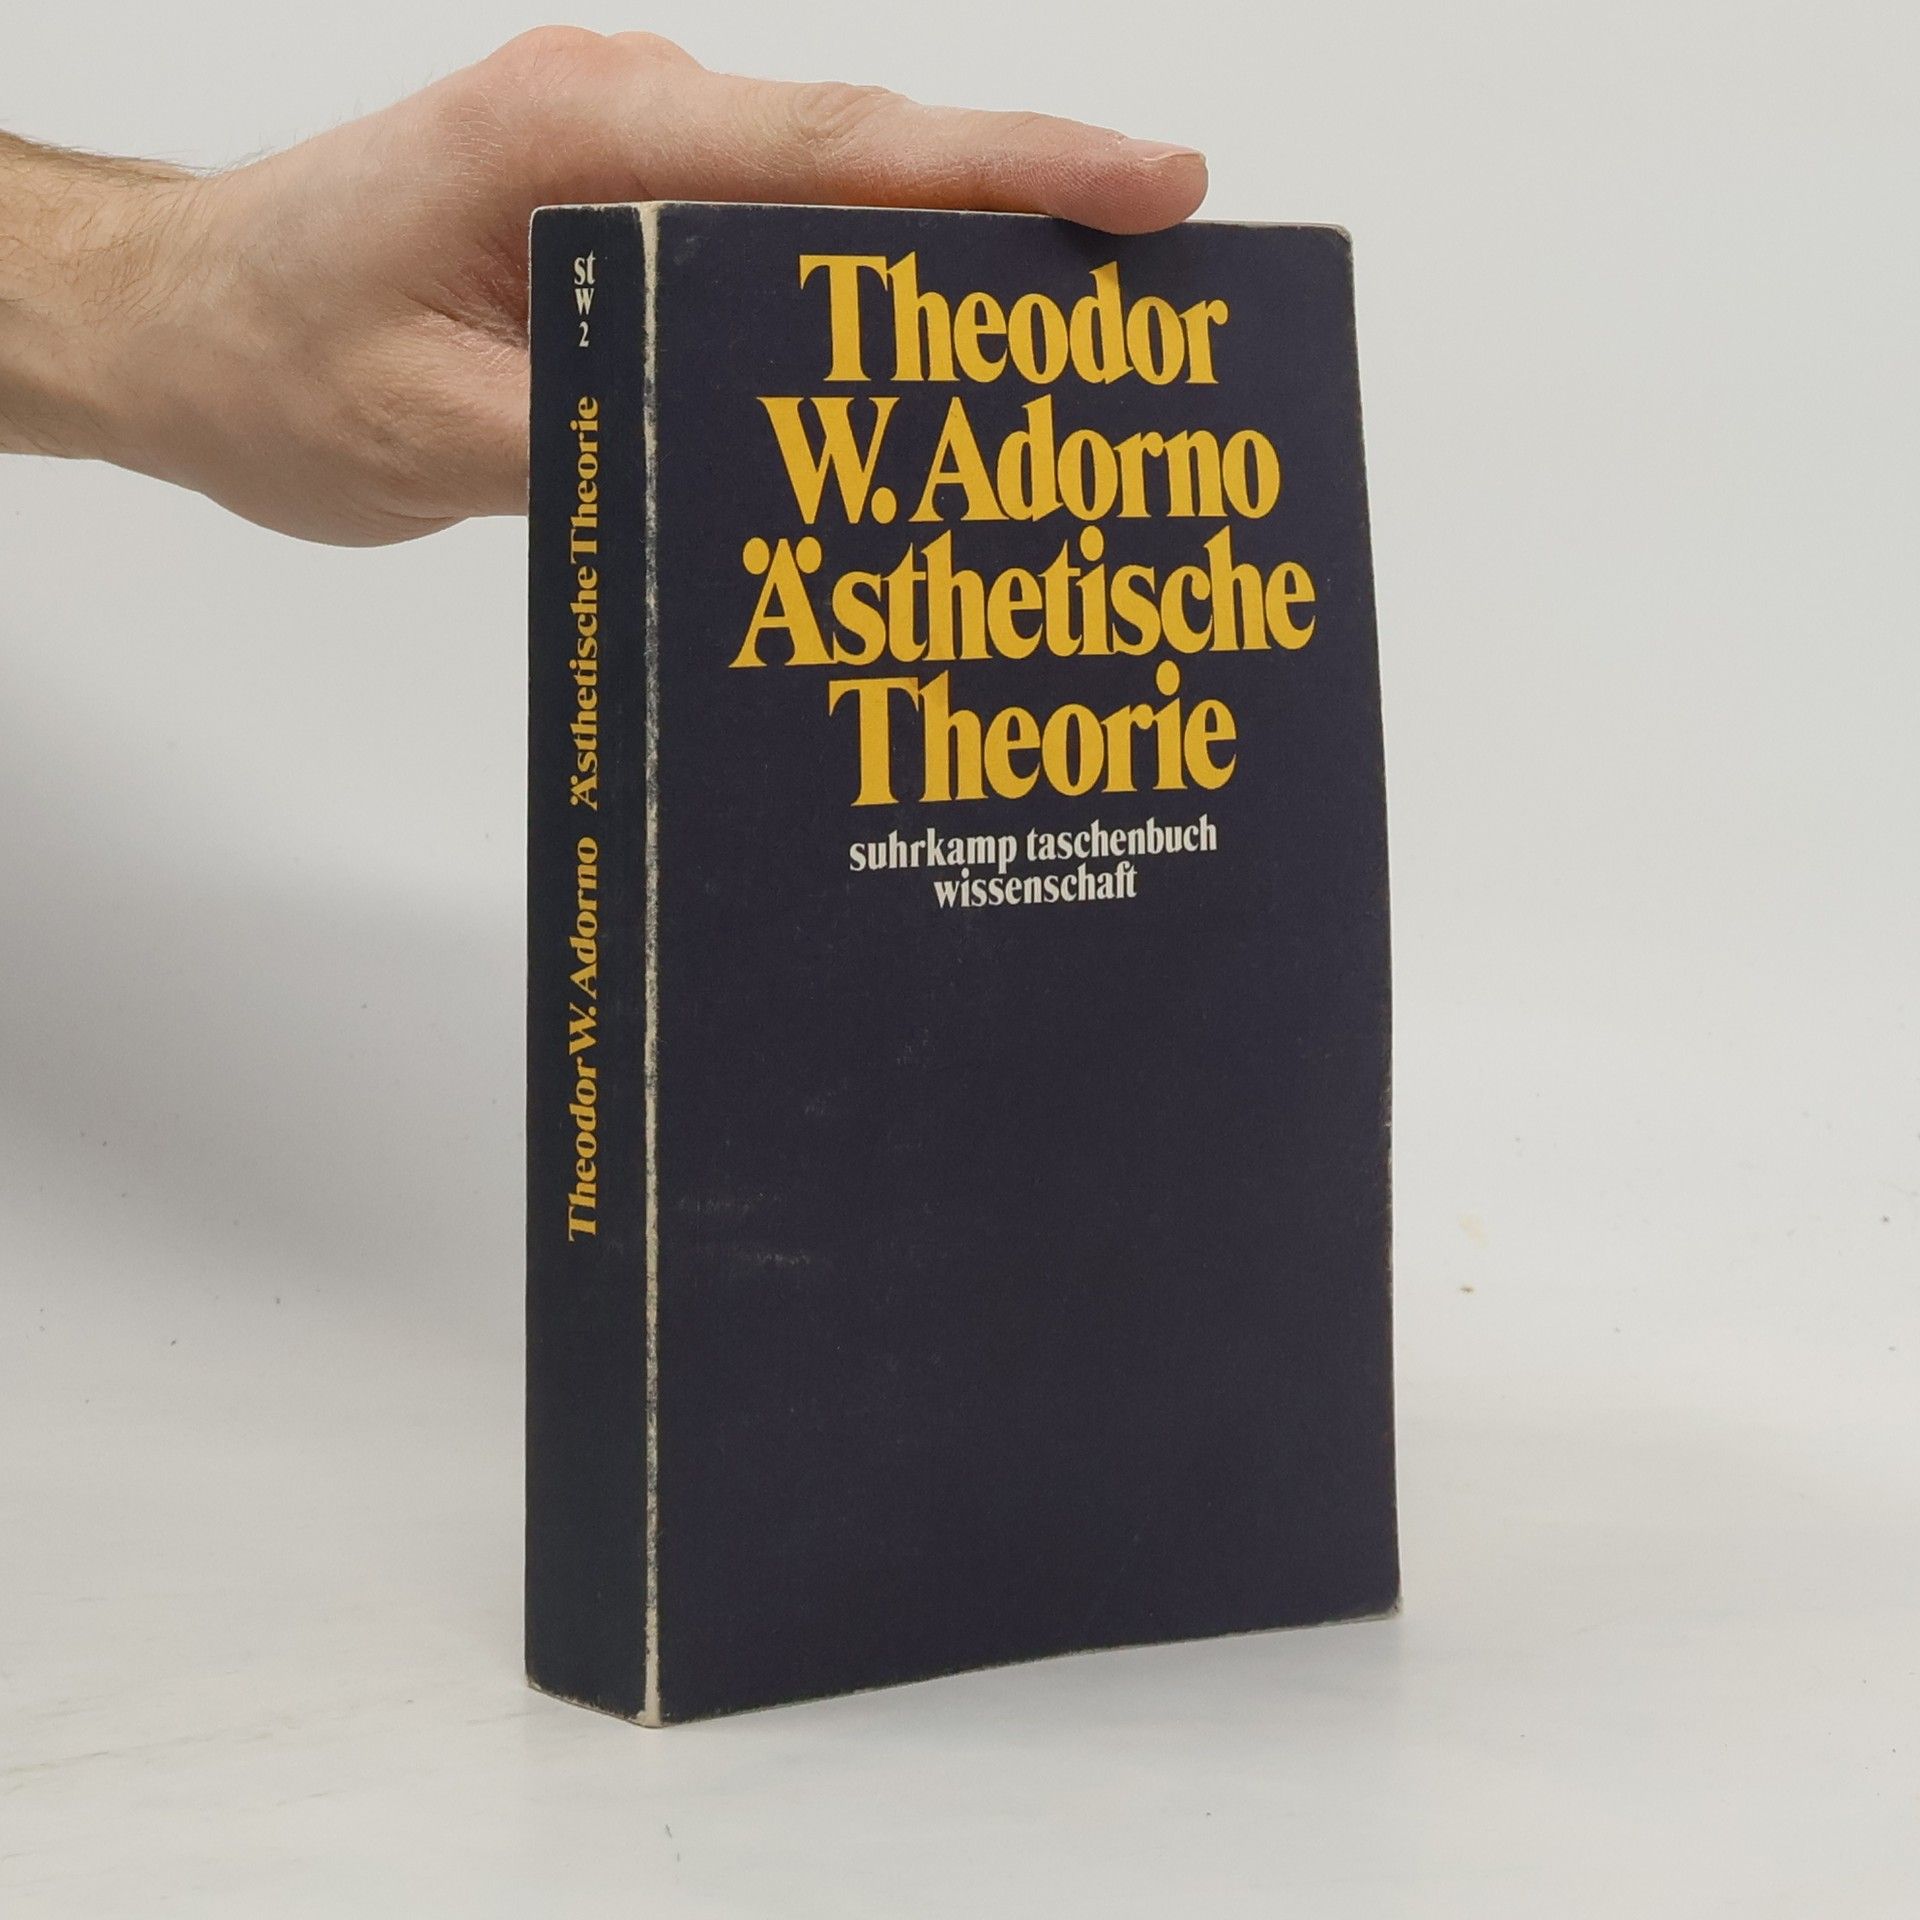 st
w
2
Theodor W. Adorno Ästhetische Theorie
Theodor
W. Adorno
Ästhetische
Theorie
suhrkamp taschenbuch
wissenschaft